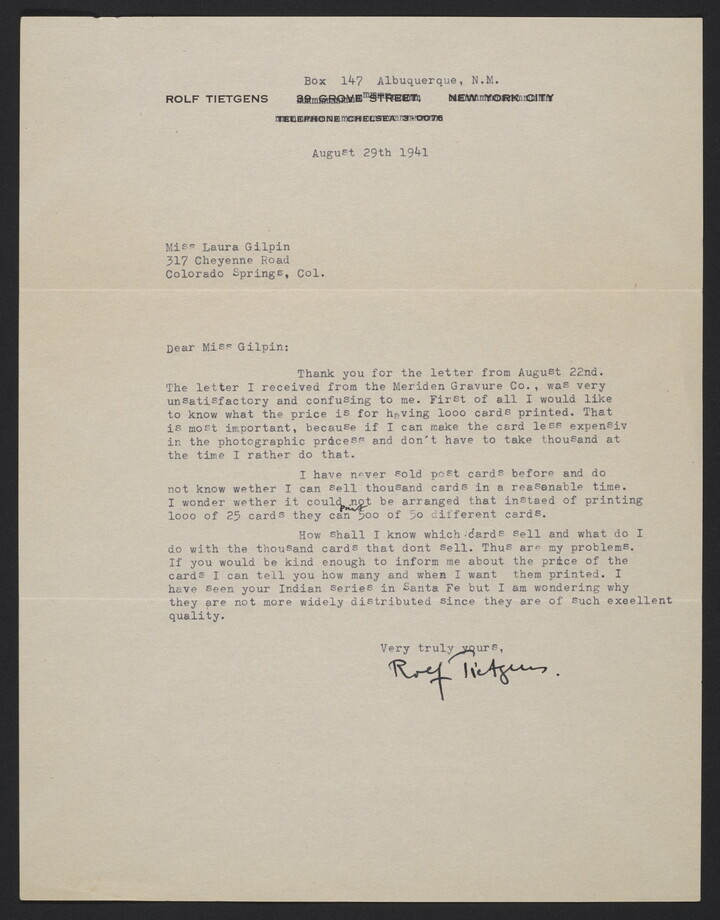 Box 147 Albuquerque, N.M.
ROLF TIETGENS 39 GROVE STREET, NEW YORK CITY
TELEPHONE CHELSEA 3-0076
August 29th 1941
Miss Laura Gilpin
317 Cheyenne Road
Colorado Springs, Col.
Dear Miss Gilpin:
Thank you for the letter from August 22nd.
The letter I received from the Meriden Gravure Co., was very
unsatisfactory and confusing to me. First of all I would like
to know what the price is for having 1ooo cards printed. That
is most important, because if I can make the card less expensiv
in the photographic process and don't have to take thousand at
the time I rather do that.
I have never sold post cards before and do
not know wether I can sell thousand cards in a reasonable time.
I wonder wether it could not be arranged that instaed of printing
1ooo of 25 cards they can print 5oo of 5o different cards.
How shall I know which cards sell and what do I
do with the thousand cards that dont sell. Thus are my problems.
If you would be kind enough to inform me about the price of the
cards I can tell you how many and when I want them printed. I
have seen your Indian series in Santa Fe but I am wondering why
they are not more widely distributed since they are of such excellent
quality.
Very truly yours,
Rolf Tietgens.